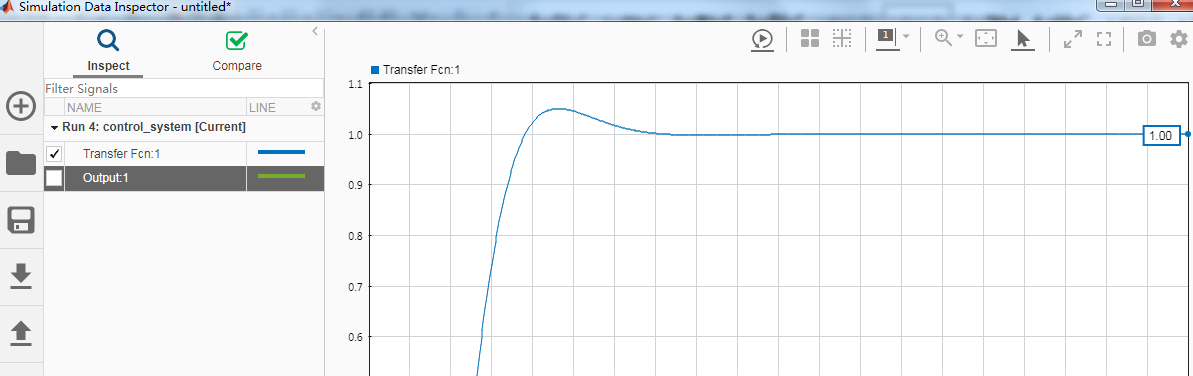 Simulation Data Inspector - untitled*
Inspect
Compare
Filter Signals
NAME LINE
Run 4: control_system [Current]
Transfer Fcn:1
Output:1
1
Transfer Fcn:1
1.1
1.0
0.9
0.8
0.7
0.6
1.00